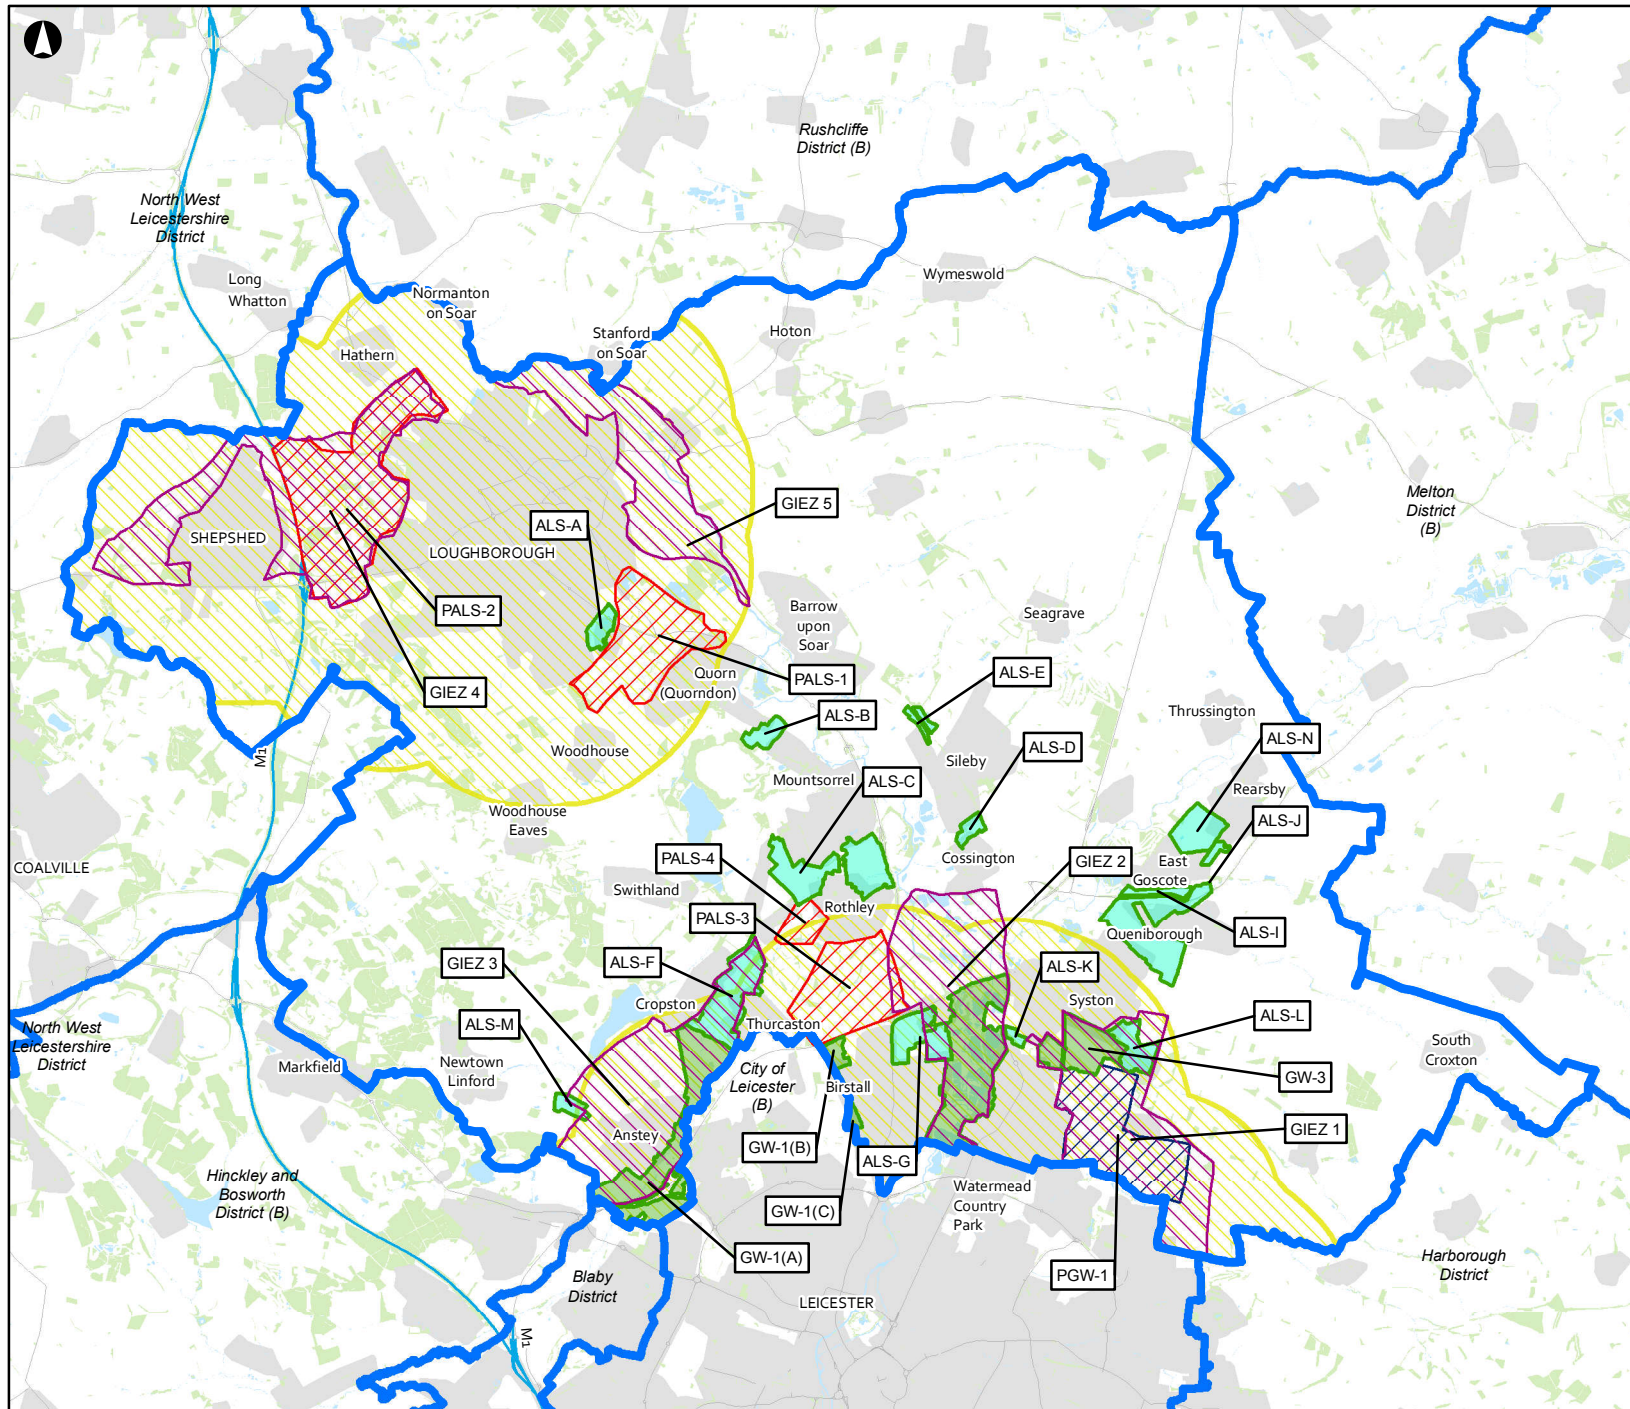 Rushcliffe
District (B)
North West
Leicestershire
District
Long
Whatton
Normanton
on Soar
Wymeswold
Stanford
on Soar
Hoton
Hathern
Melton
District
(B)
GIEZ 5
ALS-A
SHEPSHED
LOUGHBOROUGH
PALS-2
Barrow
upon
Soar
Seagrave
GIEZ 4
Quorn
(Quorndon)
PALS-1
ALS-E
ALS-B
Thrussington
ALS-N
M1
Woodhouse
ALS-D
Sileby
Mountsorrel
ALS-C
Rearsby
Woodhouse
Eaves
ALS-J
COALVILLE
PALS-4
Cossington
GIEZ 2
East
Goscote
Swithland
Rothley
PALS-3
Queniborough
ALS-I
GIEZ 3
ALS-F
ALS-K
Cropston
Syston
ALS-M
Thurcaston
ALS-L
North West
Leicestershire
District
Markfield
Newtown
Linford
City of
Leicester
(B)
Birstall
South
Croxton
GW-3
Anstey
GIEZ 1
GW-1(B)
ALS-G
Hinckley and
Bosworth
District (B)
GW-1(C)
Watermead
Country
Park
GW-1(A)
PGW-1
Harborough
District
Blaby
District
LEICESTER
M1